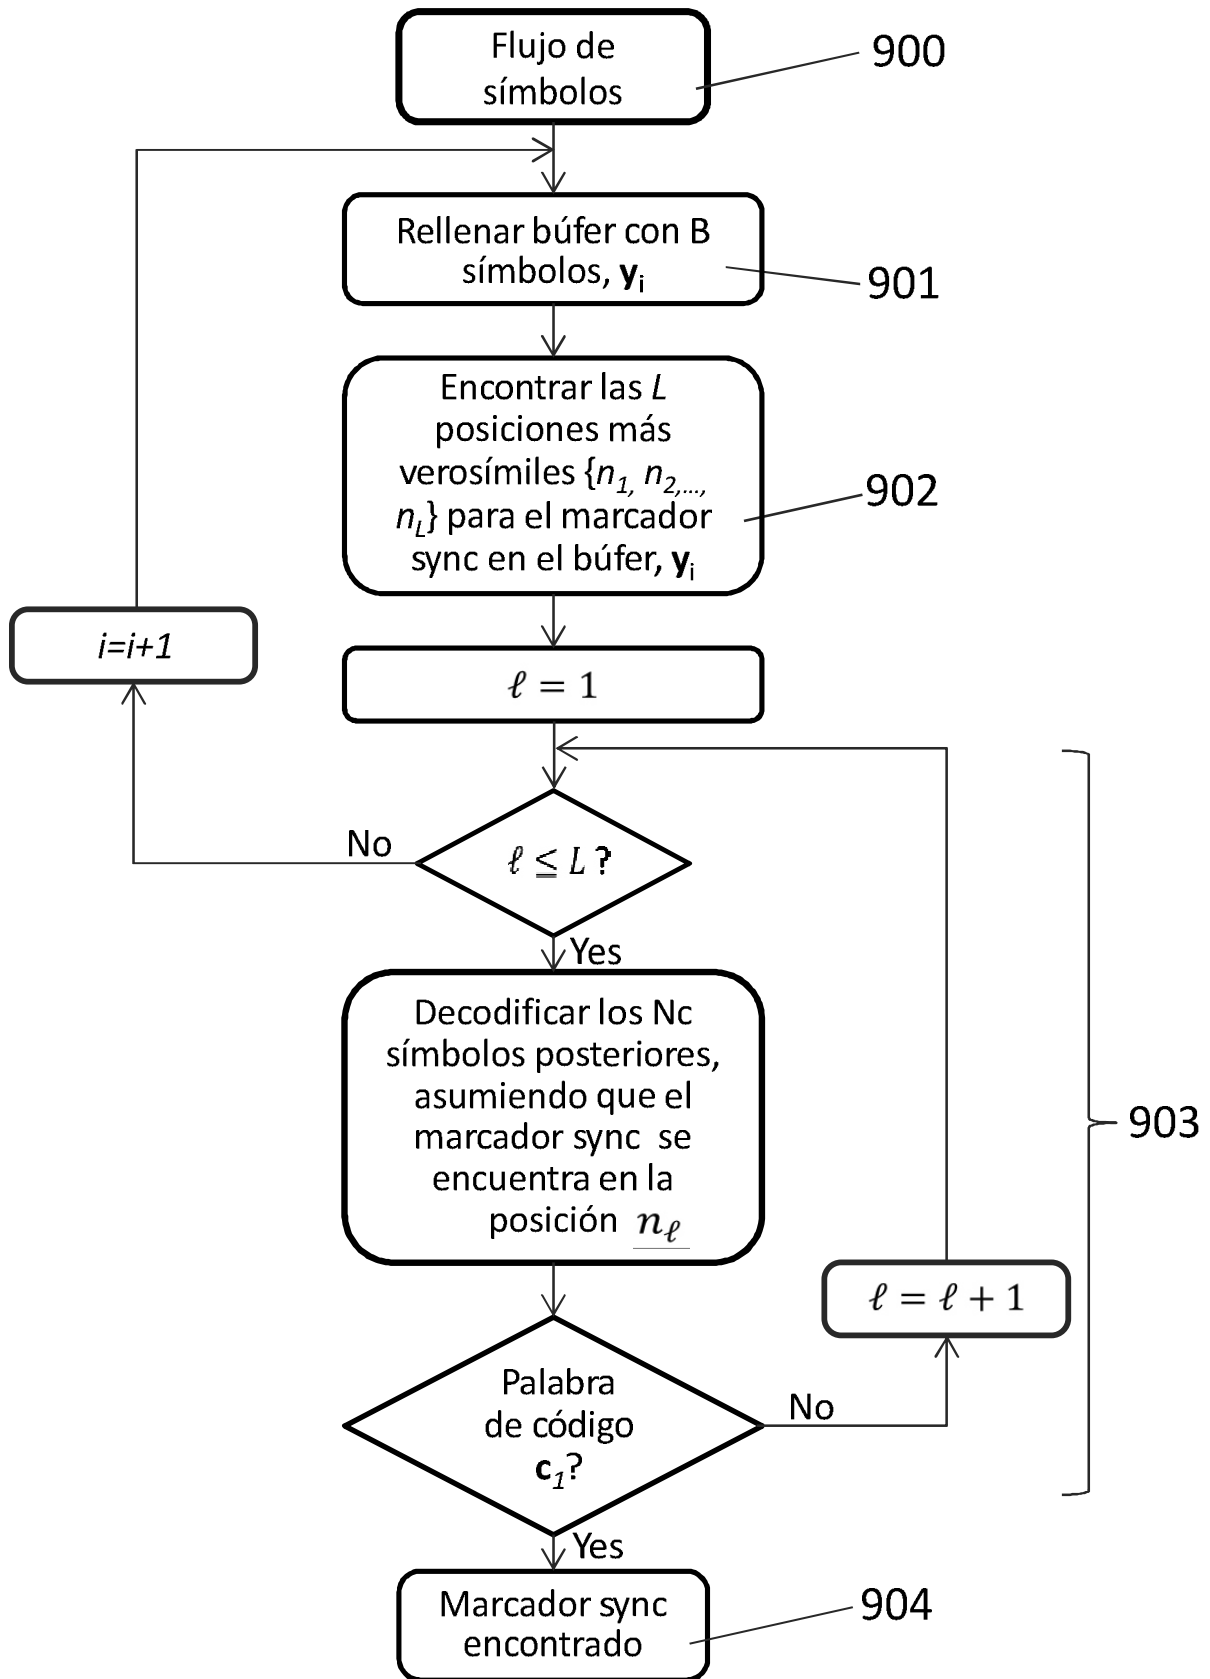 Flujo de
símbolos
900
Rellenar búfer con B
símbolos, yᵢ
901
Encontrar las L
posiciones más
verosímiles {n₁, n₂,...,
n_L} para el marcador
sync en el búfer, yᵢ
902
i=i+1
ℓ = 1
No
ℓ ≤ L ?
Yes
Decodificar los Nc
símbolos posteriores,
asumiendo que el
marcador sync se
encuentra en la
posición n_ℓ
903
ℓ = ℓ + 1
Palabra
de código
c₁?
No
Yes
Marcador sync
encontrado
904